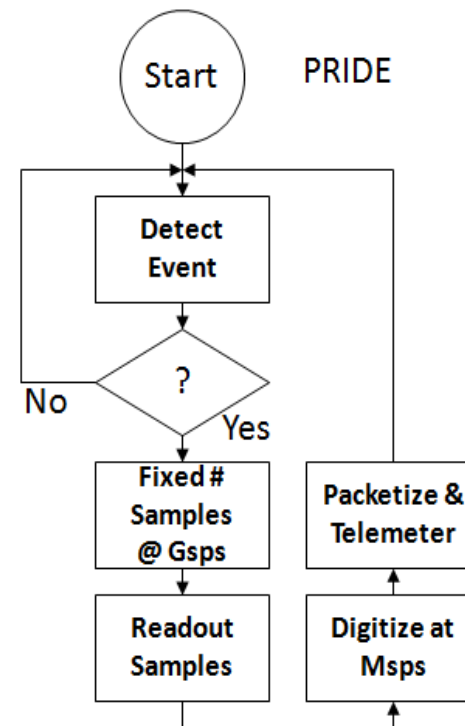 Start
PRIDE
Detect
Event
?
No
Yes
Fixed #
Samples
@ Gsps
Readout
Samples
Packetize &
Telemeter
Digitize at
Msps